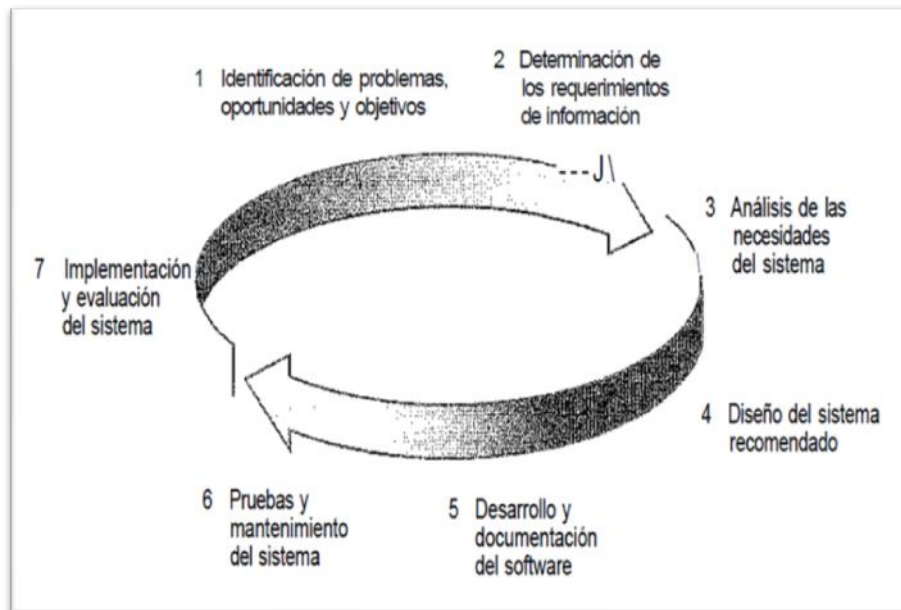 1 Identificación de problemas,
oportunidades y objetivos
2 Determinación de
los requerimientos
de información
3 Análisis de las
necesidades
del sistema
4 Diseño del sistema
recomendado
5 Desarrollo y
documentación
del software
6 Pruebas y
mantenimiento
del sistema
7 Implementación
y evaluación
del sistema